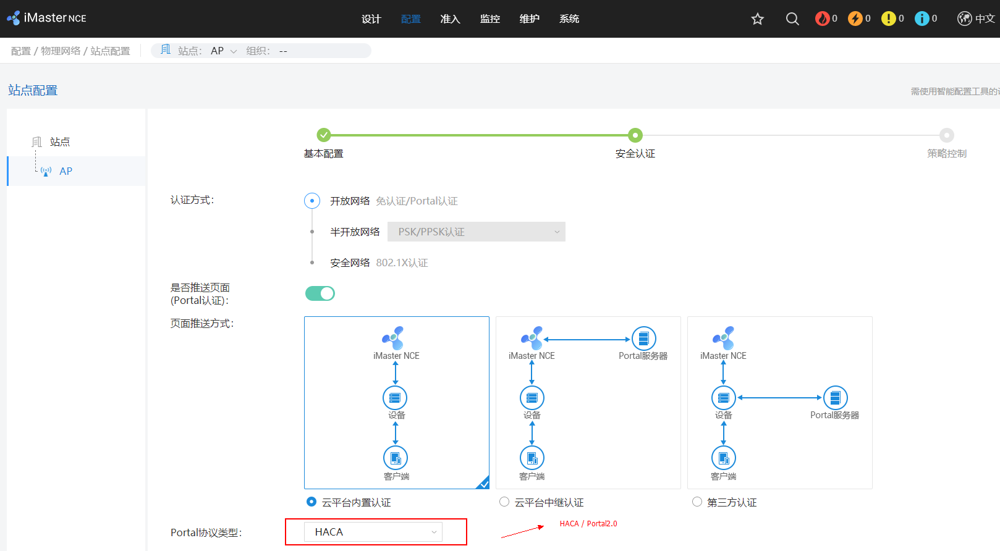 iMaster NCE 设计 配置 准入 监控 维护 系统 0 0 0 0 中文
配置 / 物理网络 / 站点配置 站点： AP 组织： --
站点配置
需使用智能配置工具的
站点
AP
基本配置 安全认证 策略控制
认证方式：
开放网络 免认证/Portal认证
半开放网络 PSK/PPSK认证
安全网络 802.1X认证
是否推送页面
(Portal认证)：
页面推送方式：
iMaster NCE
设备
客户端
iMaster NCE Portal服务器
设备
客户端
iMaster NCE
设备 Portal服务器
客户端
云平台内置认证 云平台中继认证 第三方认证
Portal协议类型： HACA
HACA / Portal2.0